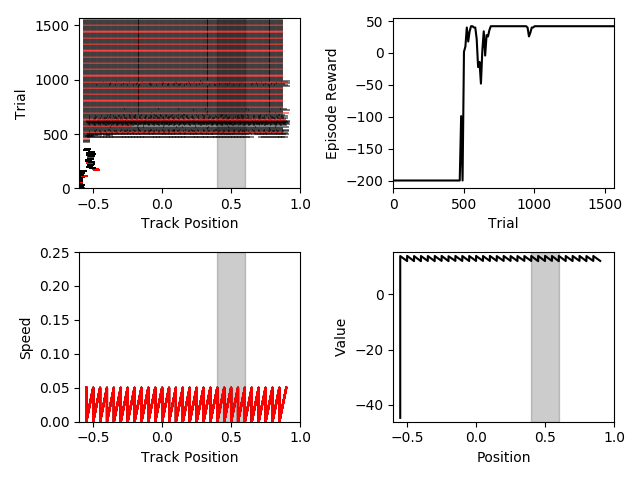 1500
1000
500
0
Trial
−0.5 0.0 0.5 1.0
Track Position
50
0
−50
−100
−150
−200
Episode Reward
0 500 1000 1500
Trial
0.25
0.20
0.15
0.10
0.05
0.00
Speed
−0.5 0.0 0.5 1.0
Track Position
0
−20
−40
Value
−0.5 0.0 0.5 1.0
Position